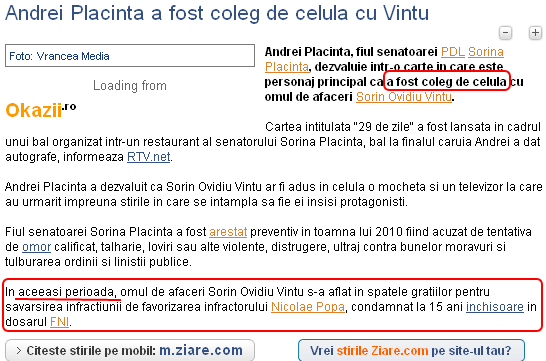 Andrei Placinta a fost coleg de celula cu Vintu
Foto: Vrancea Media
Loading from
Okazii.ro
Andrei Placinta, fiul senatoarei PDL Sorina
Placinta, dezvaluie intr-o carte in care este
personaj principal ca a fost coleg de celula cu
omul de afaceri Sorin Ovidiu Vintu.
Cartea intitulata "29 de zile" a fost lansata in cadrul
unui bal organizat intr-un restaurant al senatorului Sorina Placinta, bal la finalul caruia Andrei a dat
autografe, informeaza RTV.net.
Andrei Placinta a dezvaluit ca Sorin Ovidiu Vintu ar fi adus in celula o mocheta si un televizor la care
au urmarit impreuna stirile in care se intampla sa fie ei insisi protagonisti.
Fiul senatoarei Sorina Placinta a fost arestat preventiv in toamna lui 2010 fiind acuzat de tentativa
de omor calificat, talharie, loviri sau alte violente, distrugere, ultraj contra bunelor moravuri si
tulburarea ordinii si linistii publice.
In aceeasi perioada, omul de afaceri Sorin Ovidiu Vintu s-a aflat in spatele gratiilor pentru
savarsirea infractiunii de favorizarea infractorului Nicolae Popa, condamnat la 15 ani inchisoare in
dosarul FNI.
Citeste stirile pe mobil: m.ziare.com
Vrei stirile Ziare.com pe site-ul tau?